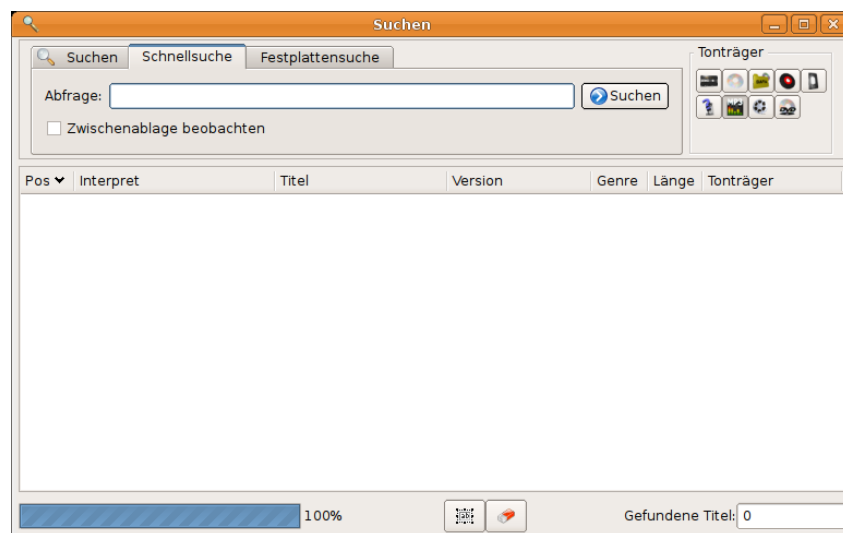 Suchen
Suchen Schnellsuche Festplattensuche
Tonträger
Abfrage: Suchen
Zwischenablage beobachten
Pos Interpret Titel Version Genre Länge Tonträger
100% Gefundene Titel: 0